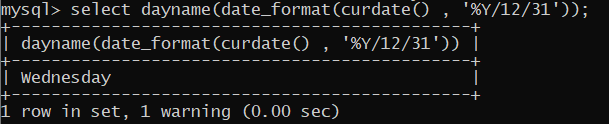 mysql> select dayname(date_format(curdate() , '%Y/12/31'));
+----------------------------------------------+
| dayname(date_format(curdate() , '%Y/12/31')) |
+----------------------------------------------+
| Wednesday                                    |
+----------------------------------------------+
1 row in set, 1 warning (0.00 sec)